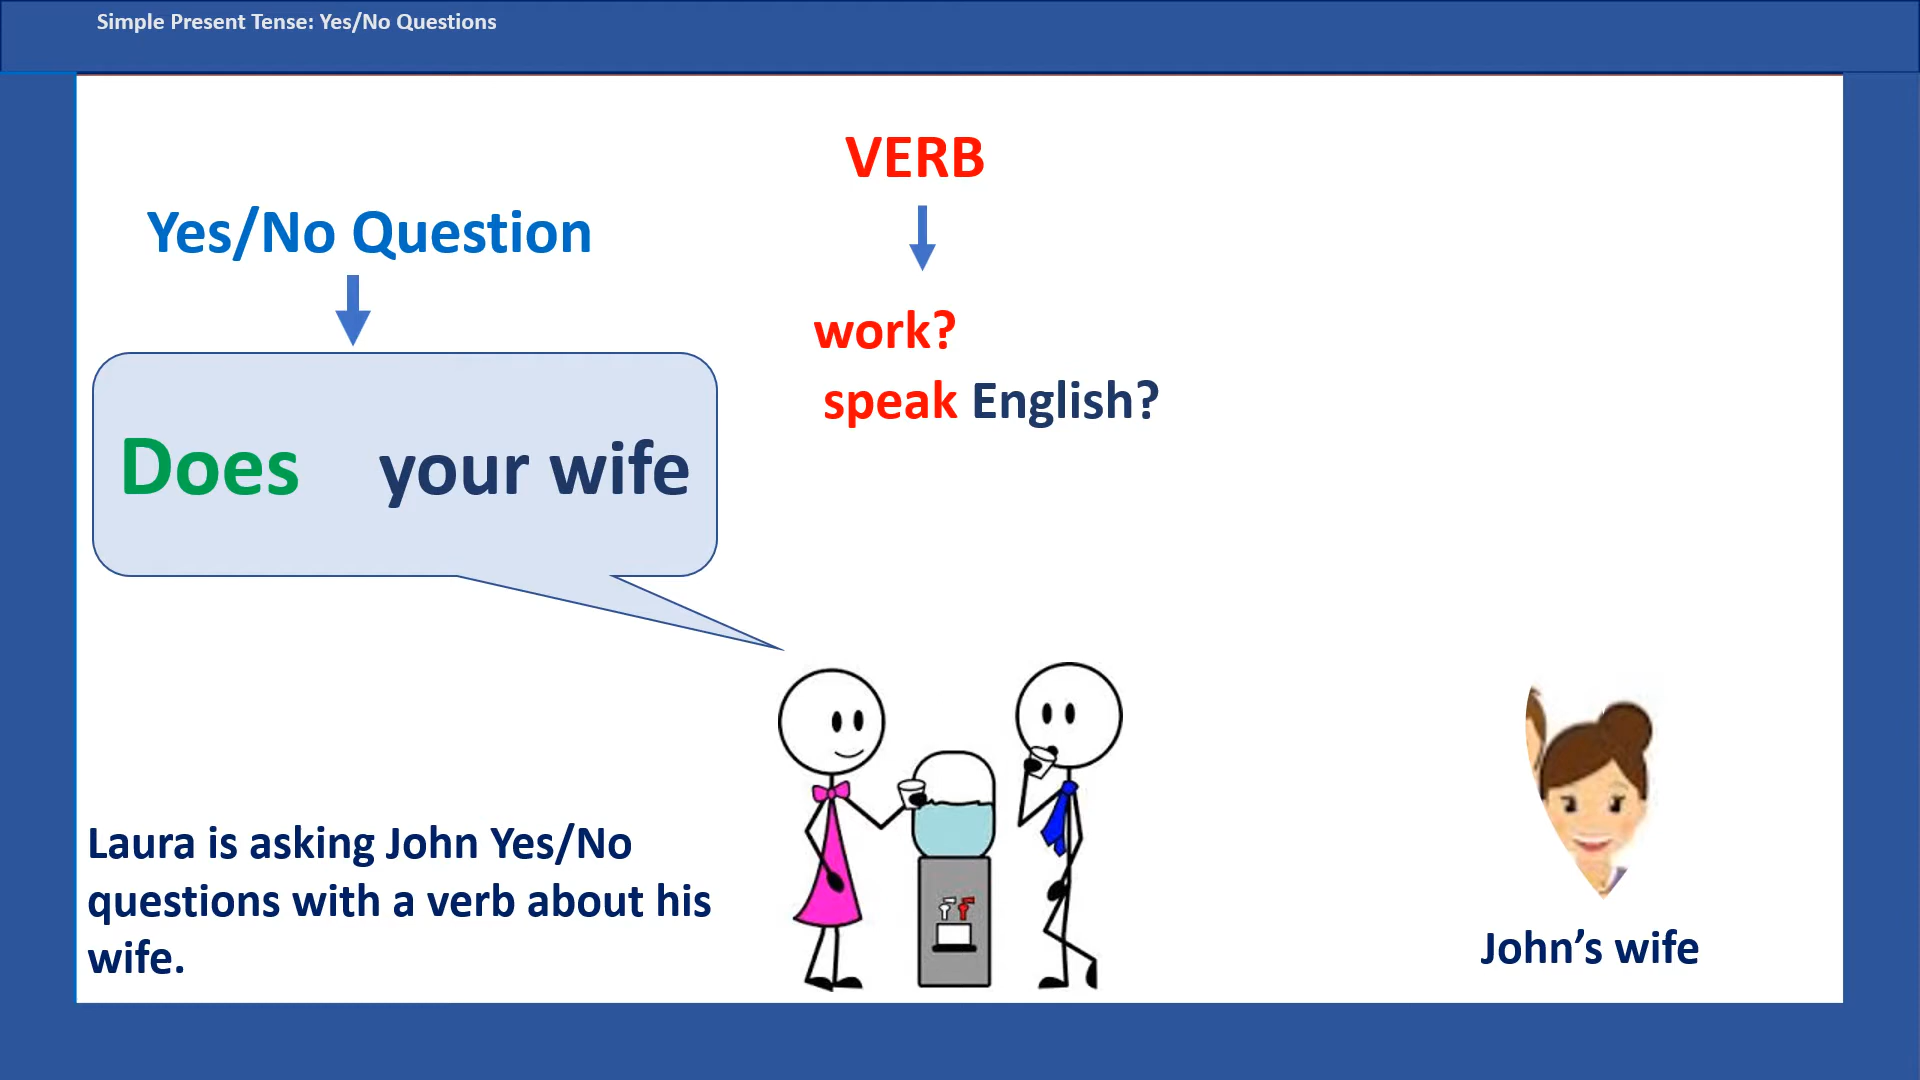 Simple Present Tense: Yes/No Questions
VERB
Yes/No Question
work?
speak English?
Does your wife
Laura is asking John Yes/No
questions with a verb about his
wife.
John’s wife